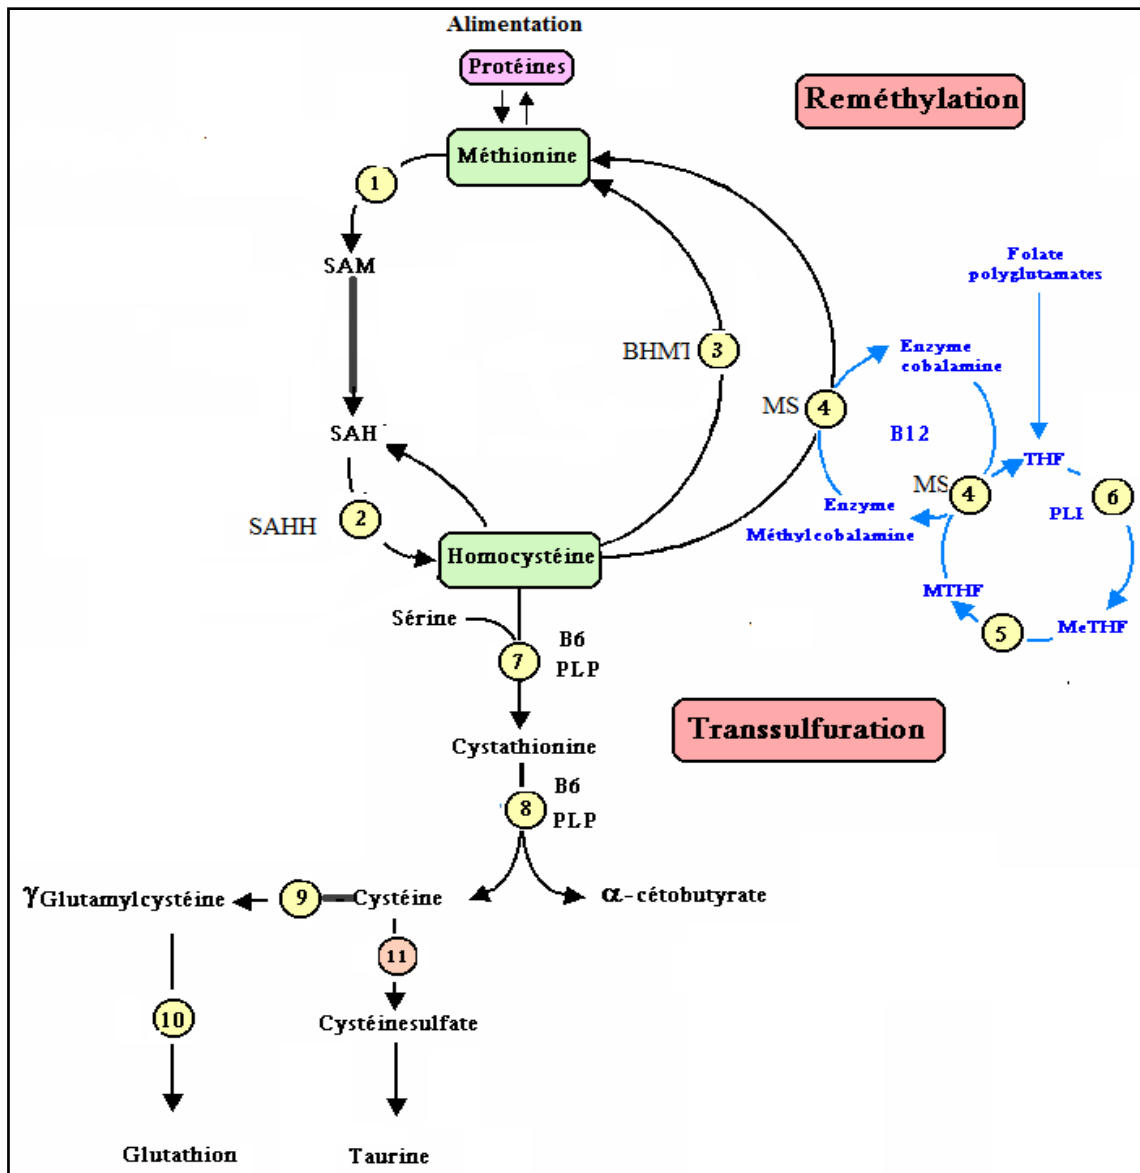 Alimentation
Protéines
Reméthylation
Méthionine
1
SAM
Folate
polyglutamates
BHMT
3
Enzyme
cobalamine
MS
4
SAH
B12
THF
MS
4
6
PLP
SAHH
2
Enzyme
Méthylcobalamine
Homocystéine
MTHF
5
MeTHF
Sérine
B6
7
PLP
Transsulfuration
Cystathionine
B6
8
PLP
γGlutamylcystéine
9
Cystéine
α-cétobutyrate
11
10
Cystéinesulfate
Glutathion
Taurine